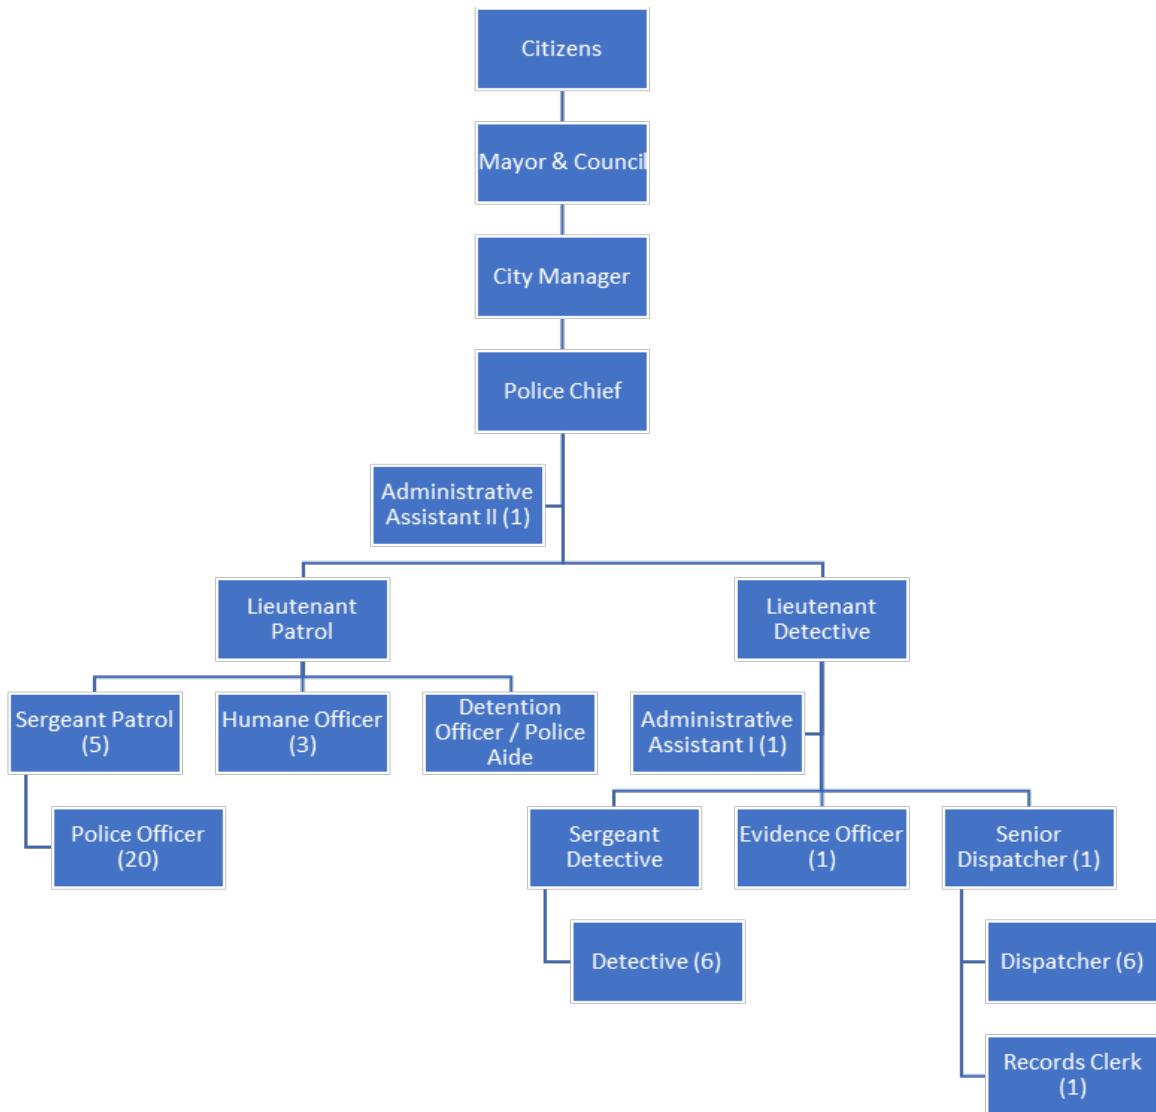 Citizens
Mayor & Council
City Manager
Police Chief
Administrative
Assistant II (1)
Lieutenant
Patrol
Lieutenant
Detective
Sergeant Patrol
(5)
Humane Officer
(3)
Detention
Officer / Police
Aide
Administrative
Assistant I (1)
Police Officer
(20)
Sergeant
Detective
Evidence Officer
(1)
Senior
Dispatcher (1)
Detective (6)
Dispatcher (6)
Records Clerk
(1)